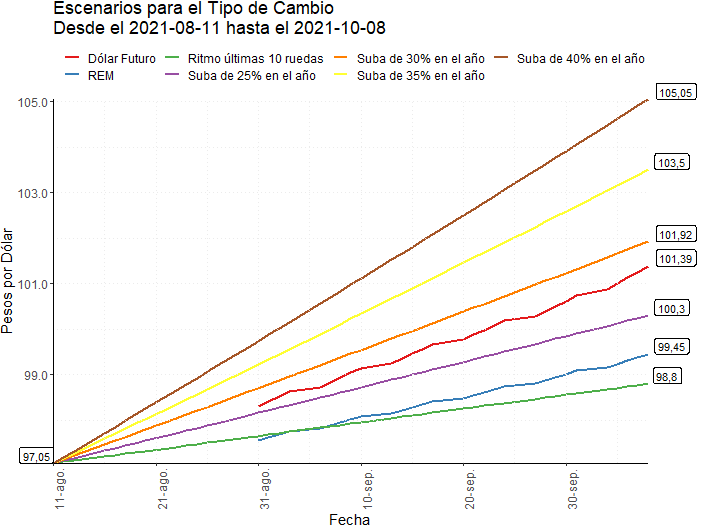 Escenarios para el Tipo de Cambio
Desde el 2021-08-11 hasta el 2021-10-08
Dólar Futuro Ritmo últimas 10 ruedas Suba de 30% en el año Suba de 40% en el año
REM Suba de 25% en el año Suba de 35% en el año
105.0
103.0
101.0
99.0
Pesos por Dólar
105,05
103,5
101,92
101,39
100,3
99,45
98,8
97,05
11-ago.
21-ago.
31-ago.
10-sep.
20-sep.
30-sep.
Fecha